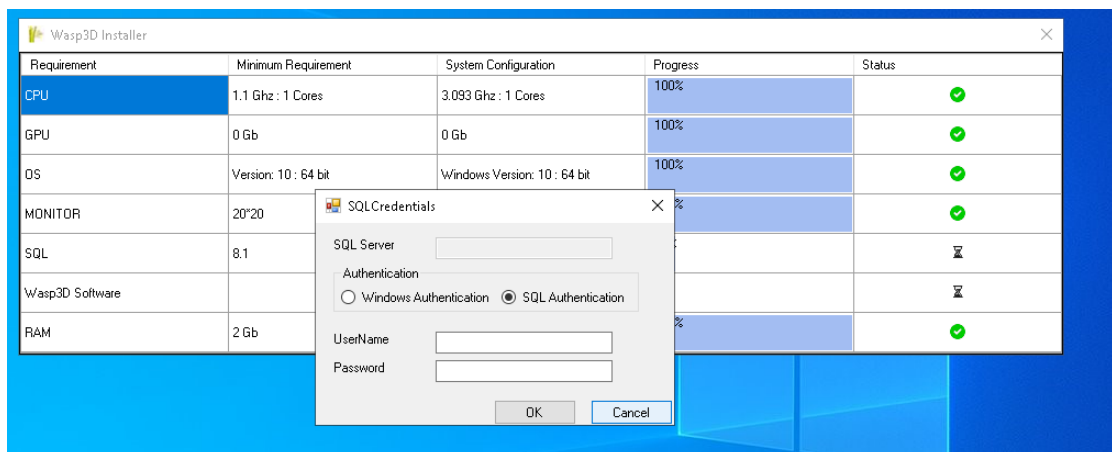 Wasp3D Installer
Requirement Minimum Requirement System Configuration Progress Status
CPU 1.1 Ghz : 1 Cores 3.093 Ghz : 1 Cores 100%
GPU 0 Gb 0 Gb 100%
OS Version: 10 : 64 bit Windows Version: 10 : 64 bit 100%
MONITOR 20*20 %
SQL 8.1
Wasp3D Software
RAM 2 Gb %
SQLCredentials
SQL Server
Authentication
Windows Authentication SQL Authentication
UserName
Password
OK Cancel